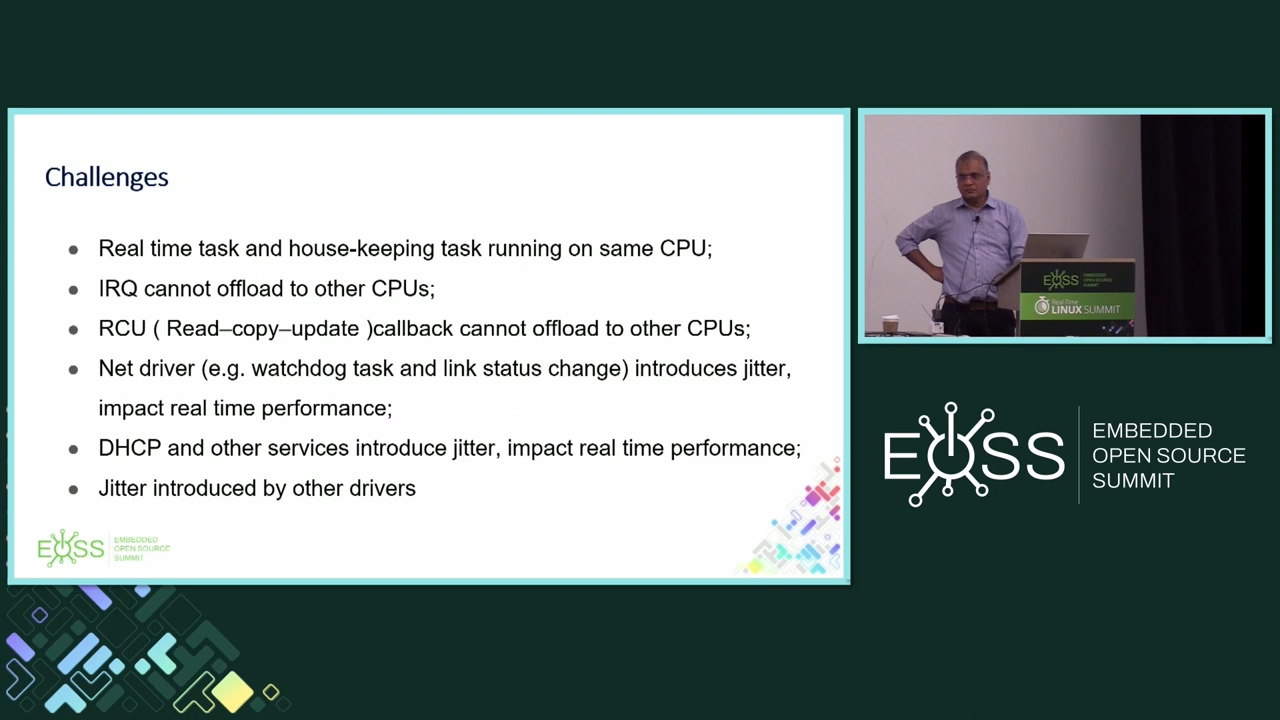 Challenges
● Real time task and house-keeping task running on same CPU;
● IRQ cannot offload to other CPUs;
● RCU ( Read–copy–update )callback cannot offload to other CPUs;
● Net driver (e.g. watchdog task and link status change) introduces jitter,
impact real time performance;
● DHCP and other services introduce jitter, impact real time performance;
● Jitter introduced by other drivers
EOSS
EMBEDDED
OPEN SOURCE
SUMMIT
EOSS
EMBEDDED
OPEN SOURCE
SUMMIT
Real-Time
LINUX SUMMIT
EOSS
EMBEDDED
OPEN SOURCE
SUMMIT